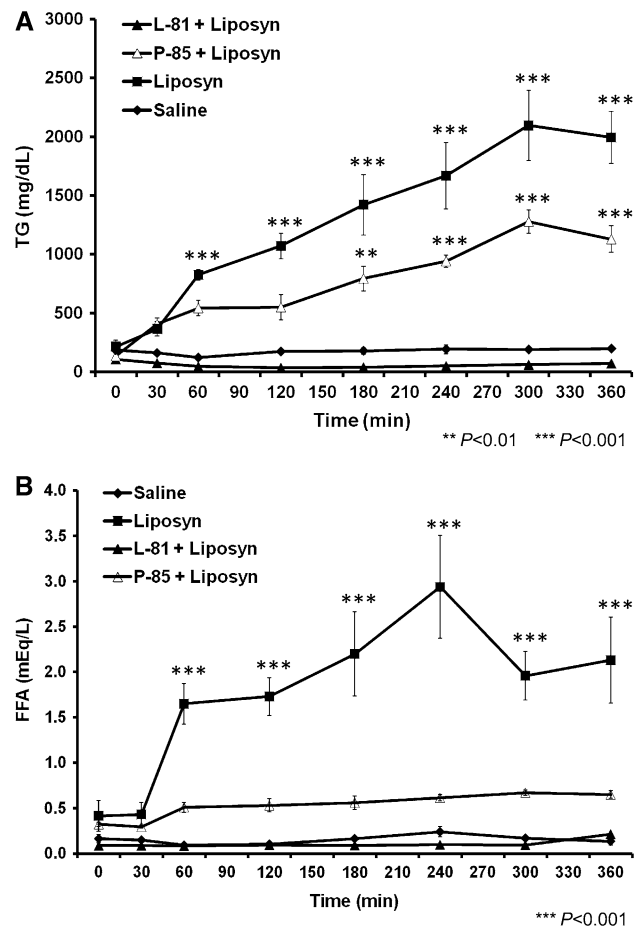 A
3000
2500
2000
1500
1000
500
0
TG (mg/dL)
L-81 + Liposyn
P-85 + Liposyn
Liposyn
Saline
***
***
***
***
***
***
**
***
***
***
0 30 60 90 120 150 180 210 240 270 300 330 360
Time (min)
** P<0.01 *** P<0.001
B
4.0
3.5
3.0
2.5
2.0
1.5
1.0
0.5
0.0
FFA (mEq/L)
Saline
Liposyn
L-81 + Liposyn
P-85 + Liposyn
***
***
***
***
***
***
0 30 60 90 120 150 180 210 240 270 300 330 360
Time (min)
*** P<0.001